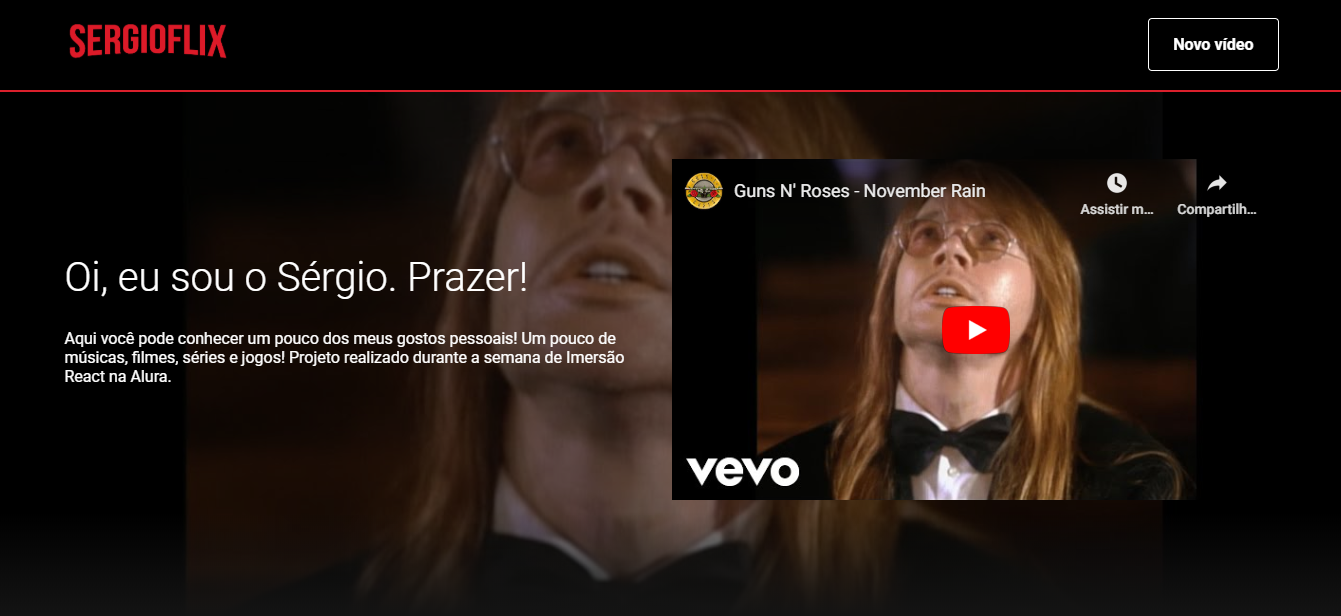 SERGIOFLIX
Novo vídeo
Guns N' Roses - November Rain
Assistir m...
Compartilh...
Oi, eu sou o Sérgio. Prazer!
Aqui você pode conhecer um pouco dos meus gostos pessoais! Um pouco de
músicas, filmes, séries e jogos! Projeto realizado durante a semana de Imersão
React na Alura.
vevo